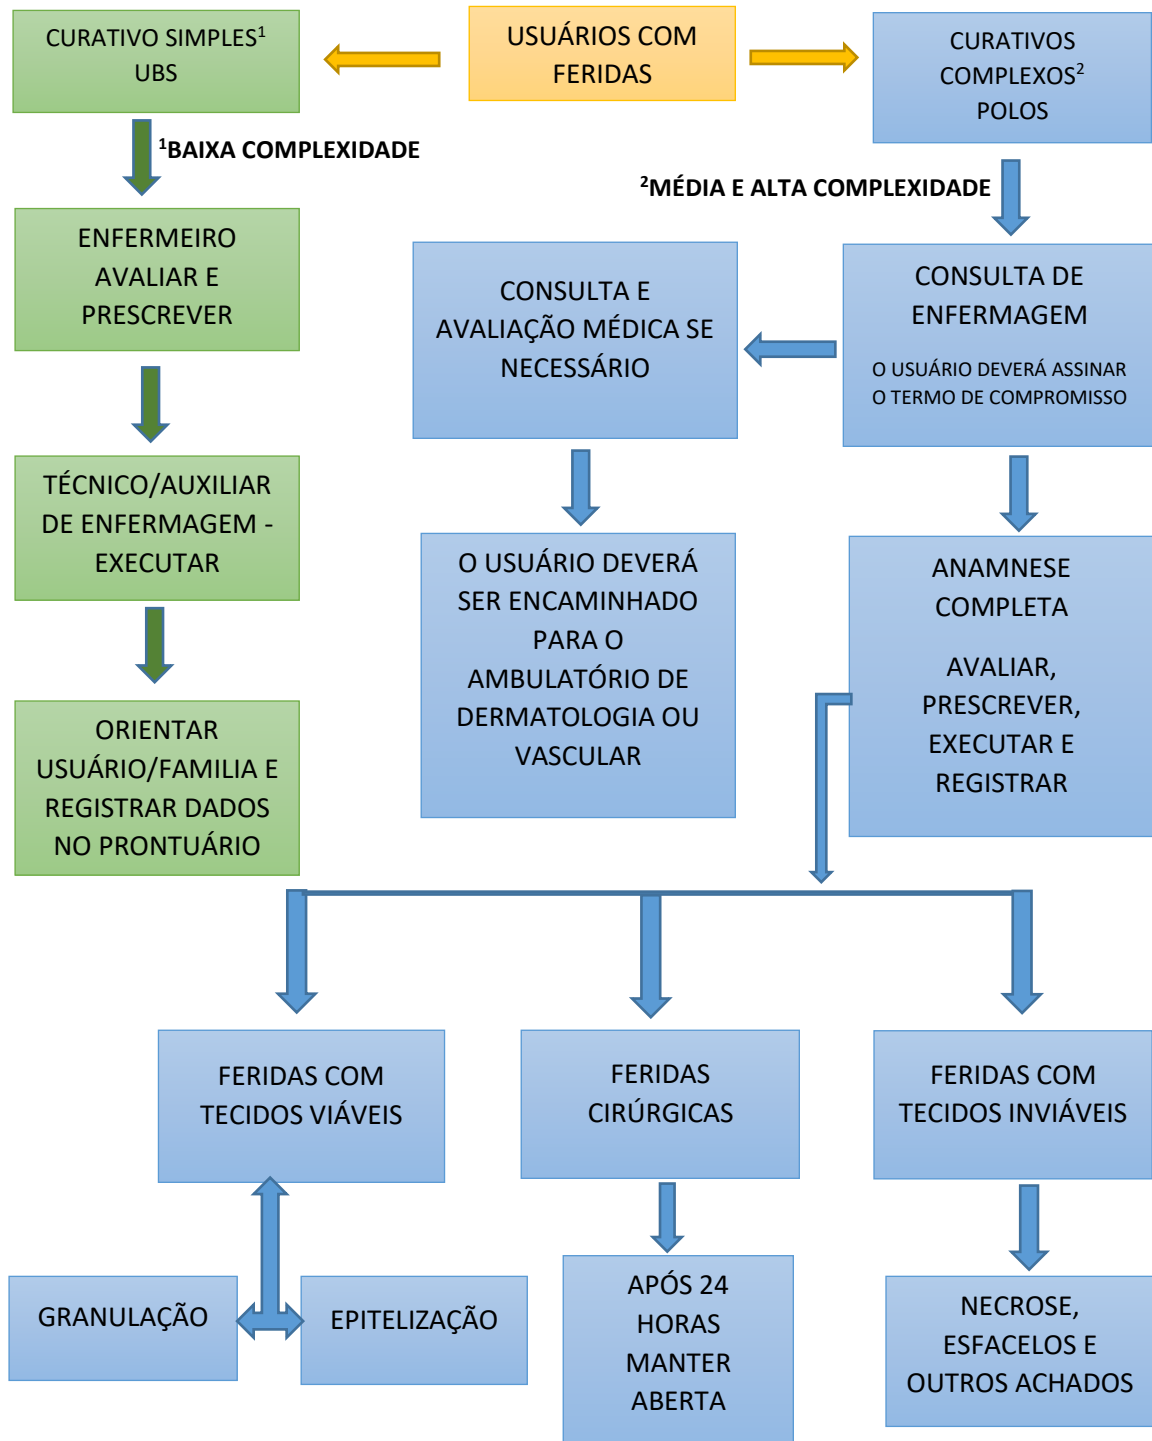 CURATIVO SIMPLES¹
UBS
USUÁRIOS COM
FERIDAS
CURATIVOS
COMPLEXOS²
POLOS
¹BAIXA COMPLEXIDADE
²MÉDIA E ALTA COMPLEXIDADE
ENFERMEIRO
AVALIAR E
PRESCREVER
CONSULTA E
AVALIAÇÃO MÉDICA SE
NECESSÁRIO
CONSULTA DE
ENFERMAGEM
O USUÁRIO DEVERÁ ASSINAR
O TERMO DE COMPROMISSO
TÉCNICO/AUXILIAR
DE ENFERMAGEM -
EXECUTAR
O USUÁRIO DEVERÁ
SER ENCAMINHADO
PARA O
AMBULATÓRIO DE
DERMATOLOGIA OU
VASCULAR
ANAMNESE
COMPLETA
AVALIAR,
PRESCREVER,
EXECUTAR E
REGISTRAR
ORIENTAR
USUÁRIO/FAMILIA E
REGISTRAR DADOS
NO PRONTUÁRIO
FERIDAS COM
TECIDOS VIÁVEIS
FERIDAS
CIRÚRGICAS
FERIDAS COM
TECIDOS INVIÁVEIS
GRANULAÇÃO
EPITELIZAÇÃO
APÓS 24
HORAS
MANTER
ABERTA
NECROSE,
ESFACELOS E
OUTROS ACHADOS